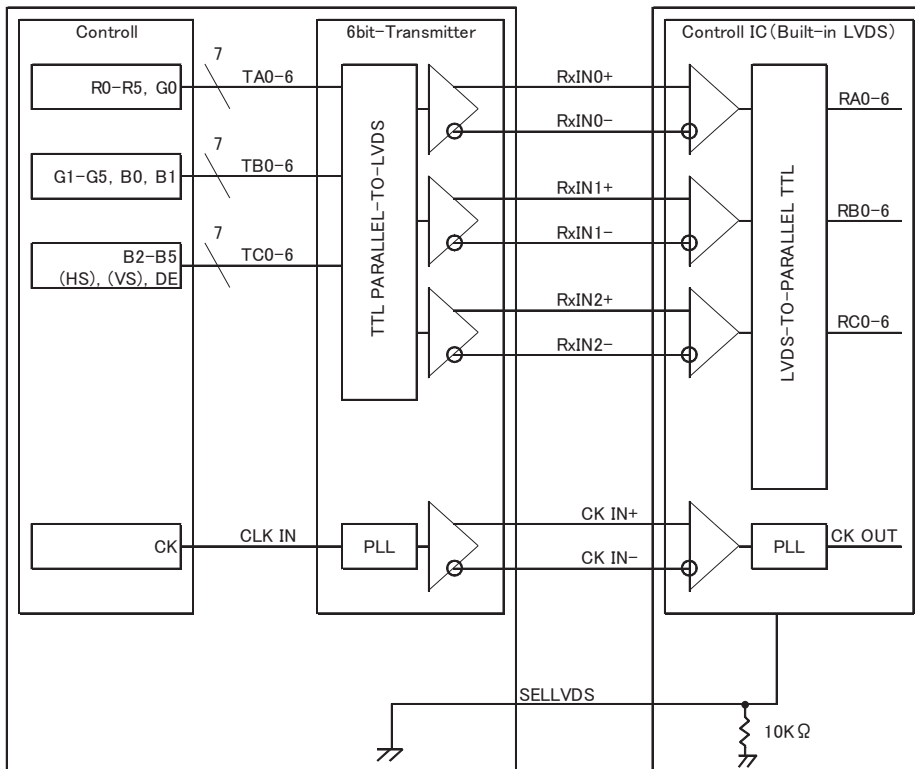 Controll
6bit-Transmitter
Controll IC(Built-in LVDS)
R0-R5, G0
7
TA0-6
RxIN0+
RxIN0-
RA0-6
G1-G5, B0, B1
7
TB0-6
RxIN1+
RxIN1-
RB0-6
B2-B5
(HS), (VS), DE
7
TC0-6
RxIN2+
RxIN2-
RC0-6
TTL PARALLEL-TO-LVDS
LVDS-TO-PARALLEL TTL
CK
CLK IN
PLL
CK IN+
CK IN-
PLL
CK OUT
SELLVDS
10KΩ